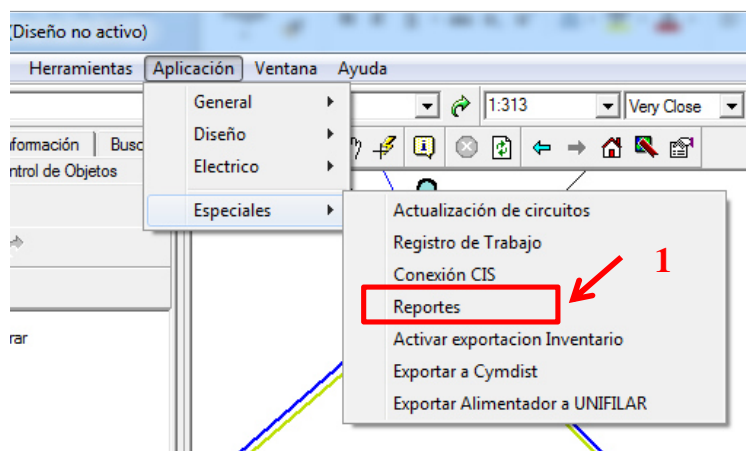 (Diseño no activo)
Herramientas Aplicación Ventana Ayuda
General
1:313
Very Close
formación
Busc
Diseño
ntrol de Objetos
Electrico
Especiales
Actualización de circuitos
Registro de Trabajo
1
Conexión CIS
Reportes
rar
Activar exportacion Inventario
Exportar a Cymdist
Exportar Alimentador a UNIFILAR